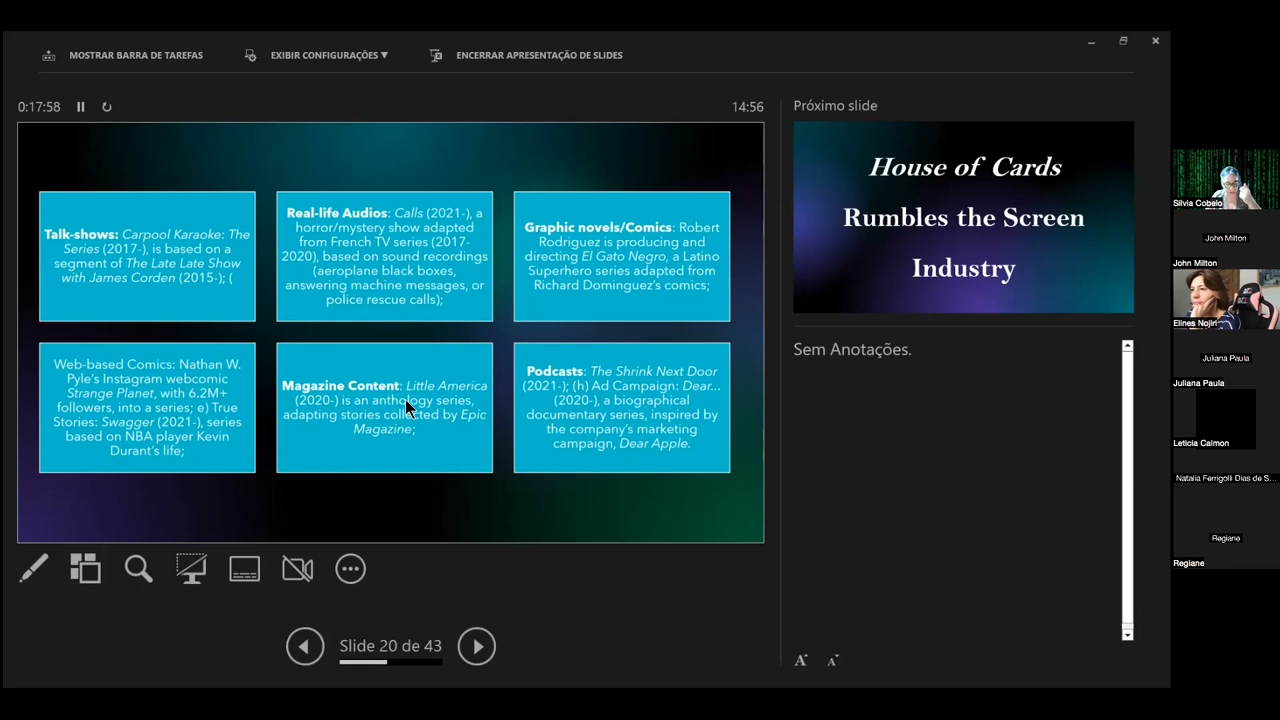 MOSTRAR BARRA DE TAREFAS
EXIBIR CONFIGURAÇÕES ▼
ENCERRAR APRESENTAÇÃO DE SLIDES
0:17:58
14:56
Talk-shows: Carpool Karaoke: The
Series (2017-), is based on a
segment of The Late Late Show
with James Corden (2015-); (
Real-life Audios: Calls (2021-), a
horror/mystery show adapted
from French TV series (2017-
2020), based on sound recordings
(aeroplane black boxes,
answering machine messages, or
police rescue calls);
Graphic novels/Comics: Robert
Rodriguez is producing and
directing El Gato Negro, a Latino
Superhero series adapted from
Richard Dominguez's comics;
Web-based Comics: Nathan W.
Pyle's Instagram webcomic
Strange Planet, with 6.2M+
followers, into a series; e) True
Stories: Swagger (2021-), series
based on NBA player Kevin
Durant's life;
Magazine Content: Little America
(2020-) is an anthology series,
adapting stories collected by Epic
Magazine;
Podcasts: The Shrink Next Door
(2021-); (h) Ad Campaign: Dear...
(2020-), a biographical
documentary series, inspired by
the company's marketing
campaign, Dear Apple.
Slide 20 de 43
Próximo slide
House of Cards
Rumbles the Screen
Industry
Sem Anotações.
A A
Silvia Cobelo
John Milton
John Milton
Elines Nojiri
Juliana Paula
Juliana Paula
Leticia Calmon
Natalia Ferrigolli Dias de S...
Regiane
Regiane